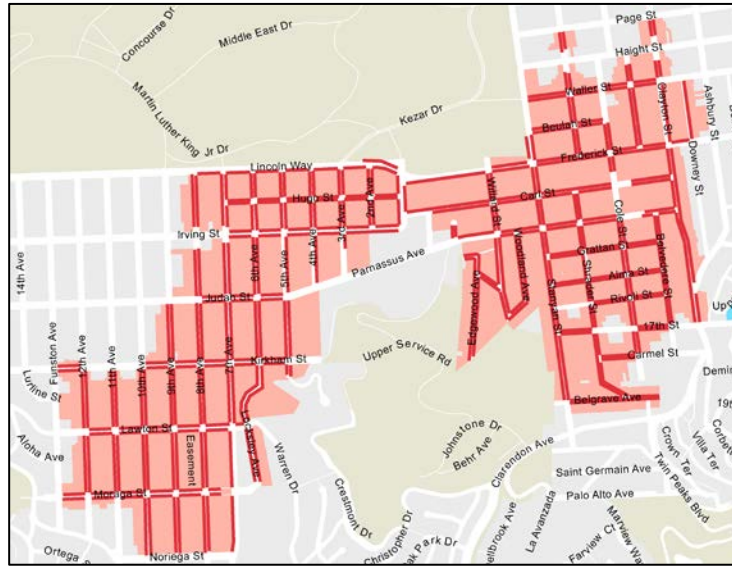 Page St
Concourse Dr
Middle East Dr
Haight St
Martin Luther King
Jr Dr
Kezar Dr
Waller St
Clayton St
Ashbury St
Beulah St
Downey St
Frederick St
Lincoln Way
Hugo St
2nd Ave
3rd Ave
4th Ave
5th Ave
6th Ave
Willard St
Carl St
Cole St
Irving St
14th Ave
Parnassus Ave
Woodland Ave
Grattan St
Belvedere St
Edgewood Ave
Shrader St
Alma St
Rivoli St
Stanyan St
Judah St
17th St
Funston Ave
12th Ave
11th Ave
10th Ave
9th Ave
8th Ave
7th Ave
Kirkham St
Upper Service Rd
Carmel St
Lurline St
Belgrave Ave
Johnstone Dr
Behr Ave
Clarendon Ave
Locksley Ave
Lawton St
Easement
Warren Dr
Aloha Ave
Crown Ter
Villa Ter
Twin Peaks Blvd
Saint Germain Ave
Palo Alto Ave
Moraga St
Crestmont Dr
Christopher Dr
Oak Park Dr
La Avanzada
Farview Ct
Ortega St
Noriega St